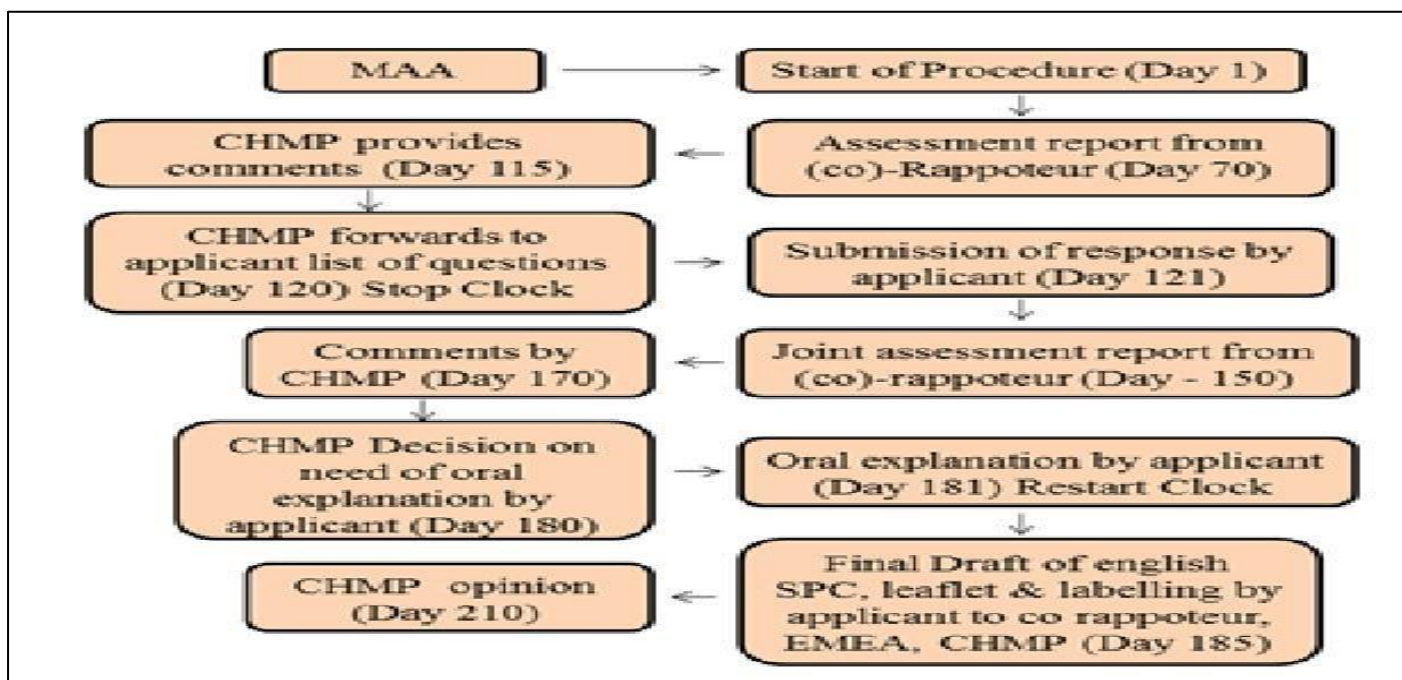 MAA
Start of Procedure (Day 1)
Assessment report from
(co)-Rappoteur (Day 70)
CHMP provides
comments (Day 115)
CHMP forwards to
applicant list of questions
(Day 120) Stop Clock
Submission of response by
applicant (Day 121)
Joint assessment report from
(co)-rappoteur (Day - 150)
Comments by
CHMP (Day 170)
CHMP Decision on
need of oral
explanation by
applicant (Day 180)
Oral explanation by applicant
(Day 181) Restart Clock
Final Draft of english
SPC, leaflet & labelling by
applicant to co rappoteur,
EMEA, CHMP (Day 185)
CHMP opinion
(Day 210)